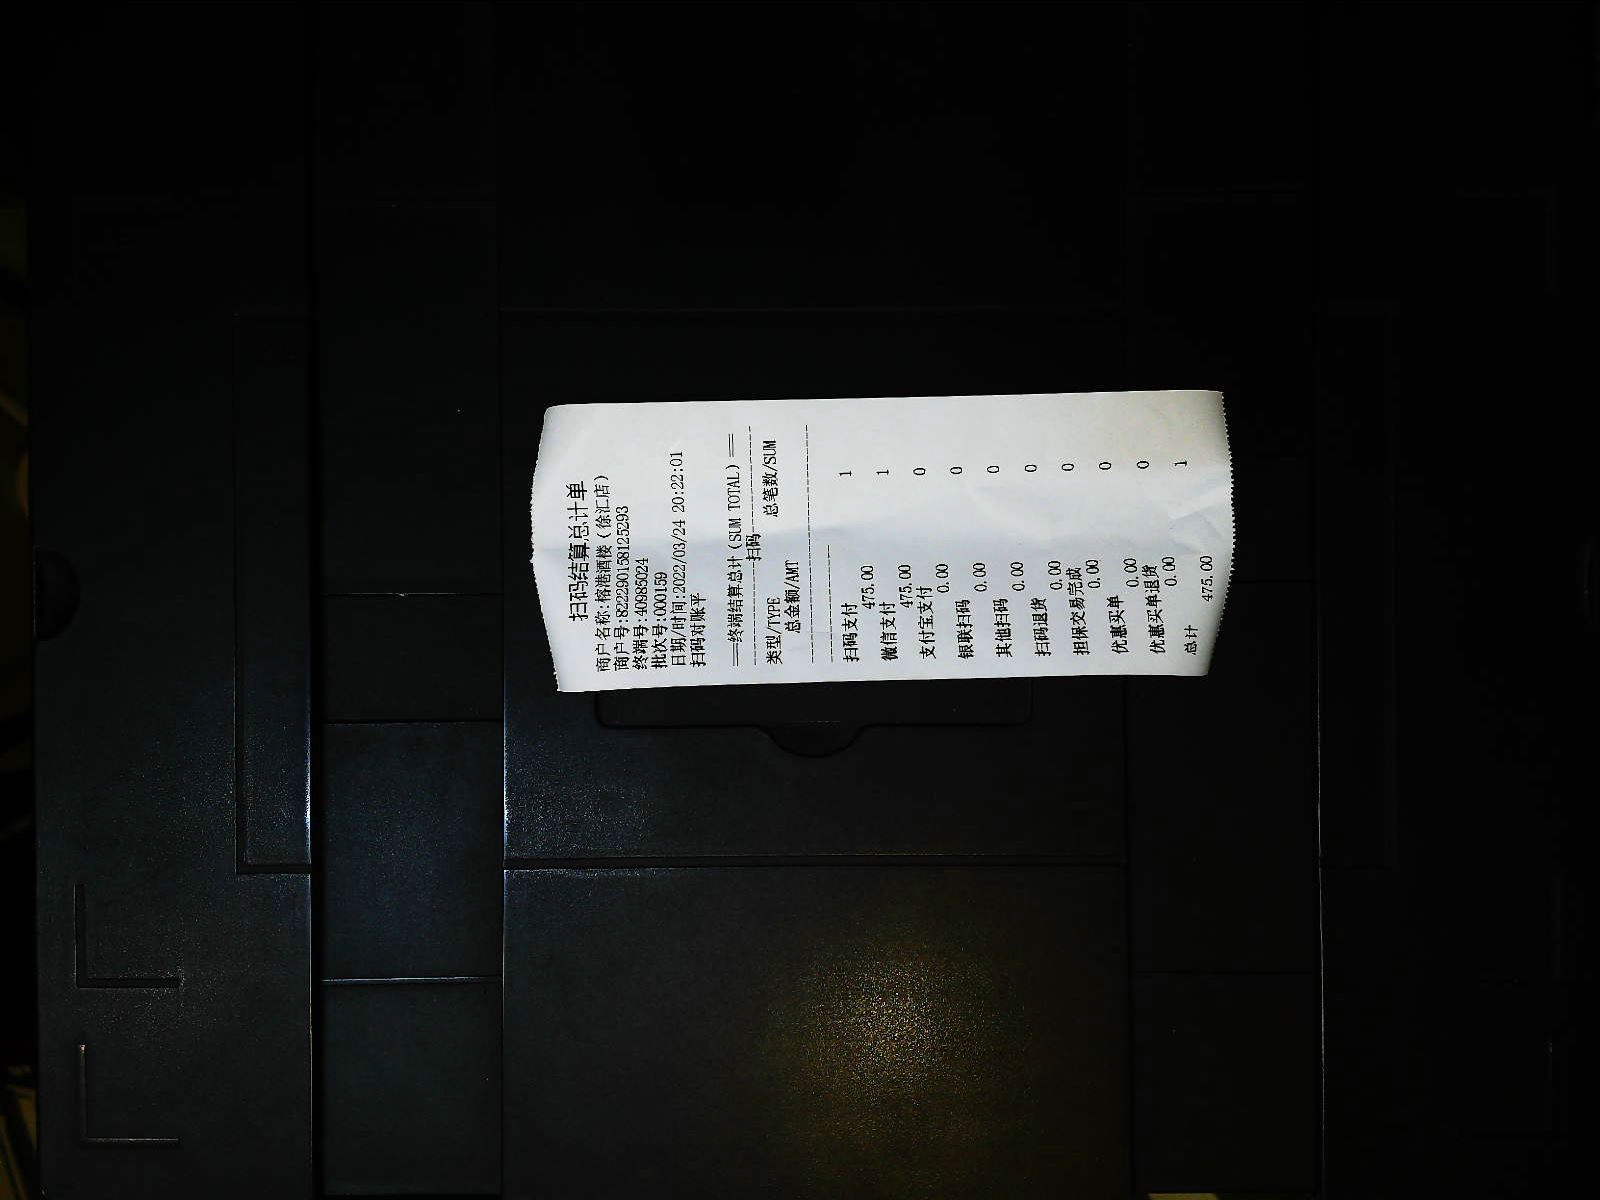 扫码结算总计单
商户名称:榕港酒楼（徐汇店）
商户号:822290158125293
终端号:40985024
批次号:000159
日期/时间:2022/03/24 20:22:01
扫码对账平
===终端结算总计（SUM TOTAL）===
----------------扫码----------------
类型/TYPE 总笔数/SUM
总金额/AMT
扫码支付 1
475.00
微信支付 1
475.00
支付宝支付 0
0.00
银联扫码 0
0.00
其他扫码 0
0.00
扫码退货 0
0.00
担保交易完成 0
0.00
优惠买单 0
0.00
优惠买单退货 0
0.00
总计 1
475.00